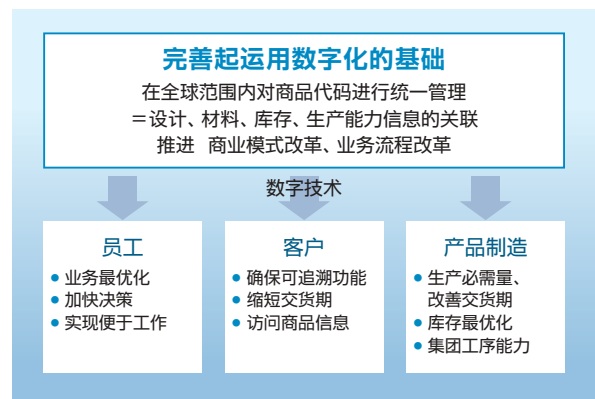 完善起运用数字化的基础
在全球范围内对商品代码进行统一管理
＝设计、材料、库存、生产能力信息的关联
推进 商业模式改革、业务流程改革
数字技术
员工
● 业务最优化
● 加快决策
● 实现便于工作
客户
● 确保可追溯功能
● 缩短交货期
● 访问商品信息
产品制造
● 生产必需量、
改善交货期
● 库存最优化
● 集团工序能力